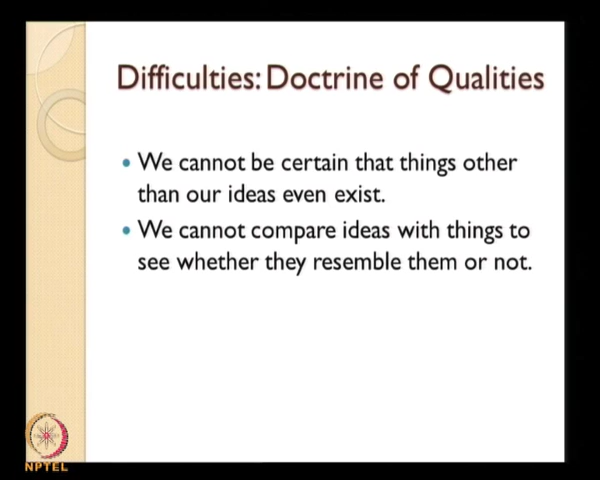 Difficulties: Doctrine of Qualities
• We cannot be certain that things other
than our ideas even exist.
• We cannot compare ideas with things to
see whether they resemble them or not.
NPTEL